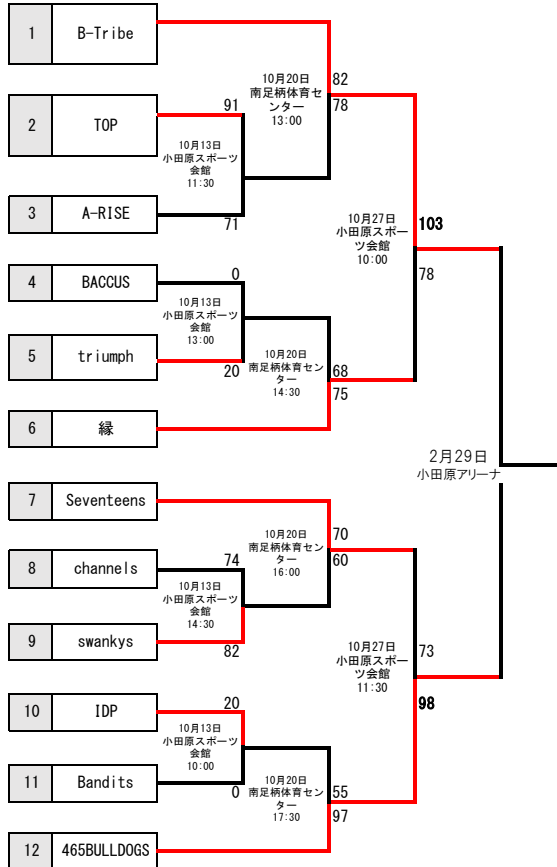 1 B-Tribe
2 TOP
3 A-RISE
4 BACCUS
5 triumph
6 縁
7 Seventeens
8 channels
9 swankys
10 IDP
11 Bandits
12 465BULLDOGS
91
10月13日
小田原スポーツ
会館
11:30
71
0
10月13日
小田原スポーツ
会館
13:00
20
74
10月13日
小田原スポーツ
会館
14:30
82
20
10月13日
小田原スポーツ
会館
10:00
0
10月20日
南足柄体育セ
ンター
13:00
82
78
10月20日
南足柄体育セン
ター
14:30
68
75
10月20日
南足柄体育セン
ター
16:00
70
60
10月20日
南足柄体育セン
ター
17:30
55
97
10月27日
小田原スポー
ツ会館
10:00
103
78
10月27日
小田原スポー
ツ会館
11:30
73
98
2月29日
小田原アリーナ